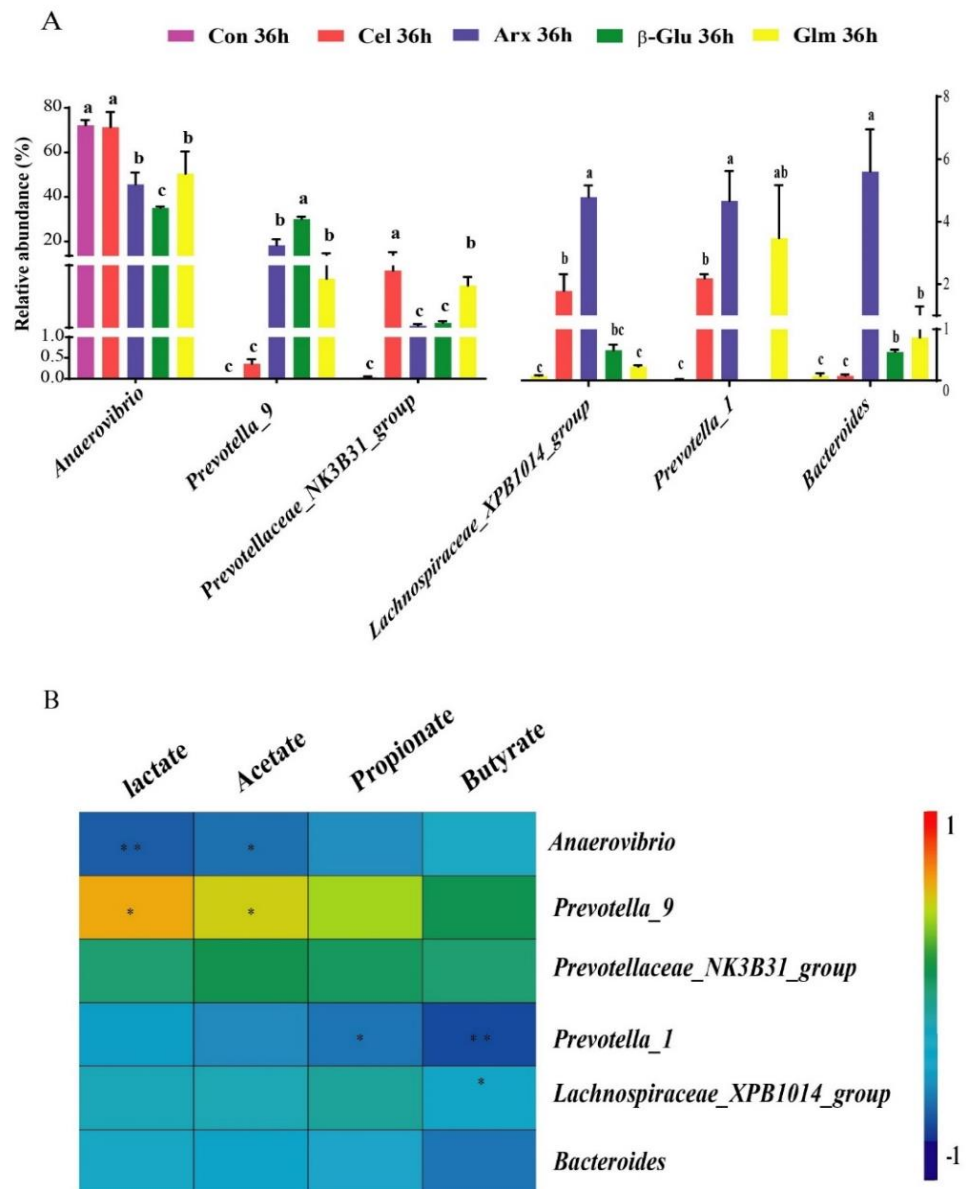 A
Con 36h Cel 36h Arx 36h β-Glu 36h Glm 36h
Relative abundance (%)
80
60
40
20
1.0
0.5
0.0
8
6
4
2
1
0
a a b c b
c c b a b
c a c c b
c b a bc c
c b a ab
c c a b b
Anaerovibrio
Prevotella_9
Prevotellaceae_NK3B31_group
Lachnospiraceae_XPB1014_group
Prevotella_1
Bacteroides
B
lactate Acetate Propionate Butyrate
* * * Anaerovibrio
* * Prevotella_9
Prevotellaceae_NK3B31_group
* * * Prevotella_1
* Lachnospiraceae_XPB1014_group
Bacteroides
1
-1